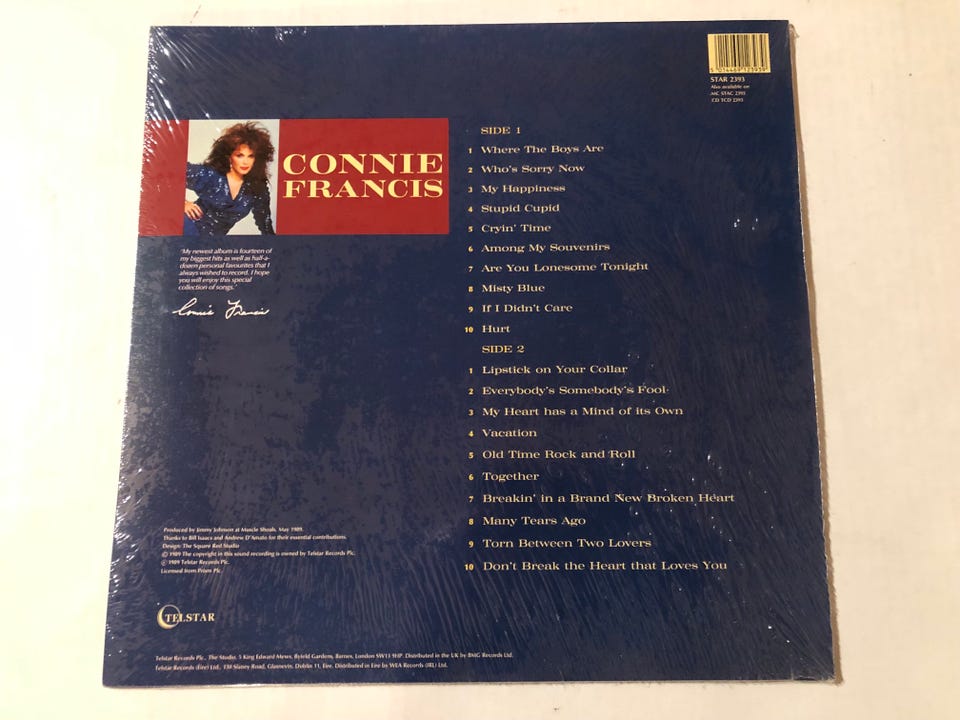 5 014469 123939
STAR 2393
Also available on
MC STAC 2393
CD TCD 2393
CONNIE
FRANCIS
'My newest album is fourteen of
my biggest hits as well as half-a-
dozen personal favourites that I
always wished to record. I hope
you will enjoy this special
collection of songs.'
Connie Francis
SIDE 1
1 Where The Boys Are
2 Who's Sorry Now
3 My Happiness
4 Stupid Cupid
5 Cryin' Time
6 Among My Souvenirs
7 Are You Lonesome Tonight
8 Misty Blue
9 If I Didn't Care
10 Hurt
SIDE 2
1 Lipstick on Your Collar
2 Everybody's Somebody's Fool
3 My Heart has a Mind of its Own
4 Vacation
5 Old Time Rock and Roll
6 Together
7 Breakin' in a Brand New Broken Heart
8 Many Tears Ago
9 Torn Between Two Lovers
10 Don't Break the Heart that Loves You
Produced by Jimmy Johnson at Muscle Shoals, May 1989.
Thanks to Bill Isaacs and Andrew D'Amato for their essential contributions.
Design: The Square Red Studio
© 1989 The copyright in this sound recording is owned by Telstar Records Plc.
℗ 1989 Telstar Records Plc.
Licensed from Prism Plc.
TELSTAR
Telstar Records Plc., The Studio, 5 King Edward Mews, Byfeld Gardens, Barnes, London SW13 9HP. Distributed in the UK by BMG Records Ltd.
Telstar Records (Eire) Ltd., 138 Slaney Road, Glasnevin, Dublin 11, Eire. Distributed in Eire by WEA Records (IRL) Ltd.